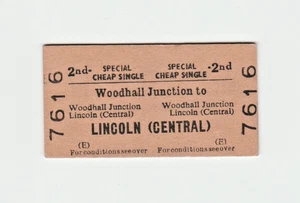 2nd- SPECIAL CHEAP SINGLE SPECIAL CHEAP SINGLE -2nd
7616
Woodhall Junction to
Woodhall Junction Woodhall Junction
Lincoln (Central) Lincoln (Central)
LINCOLN (CENTRAL)
7616
(E) (E)
For conditions see over For conditions see over